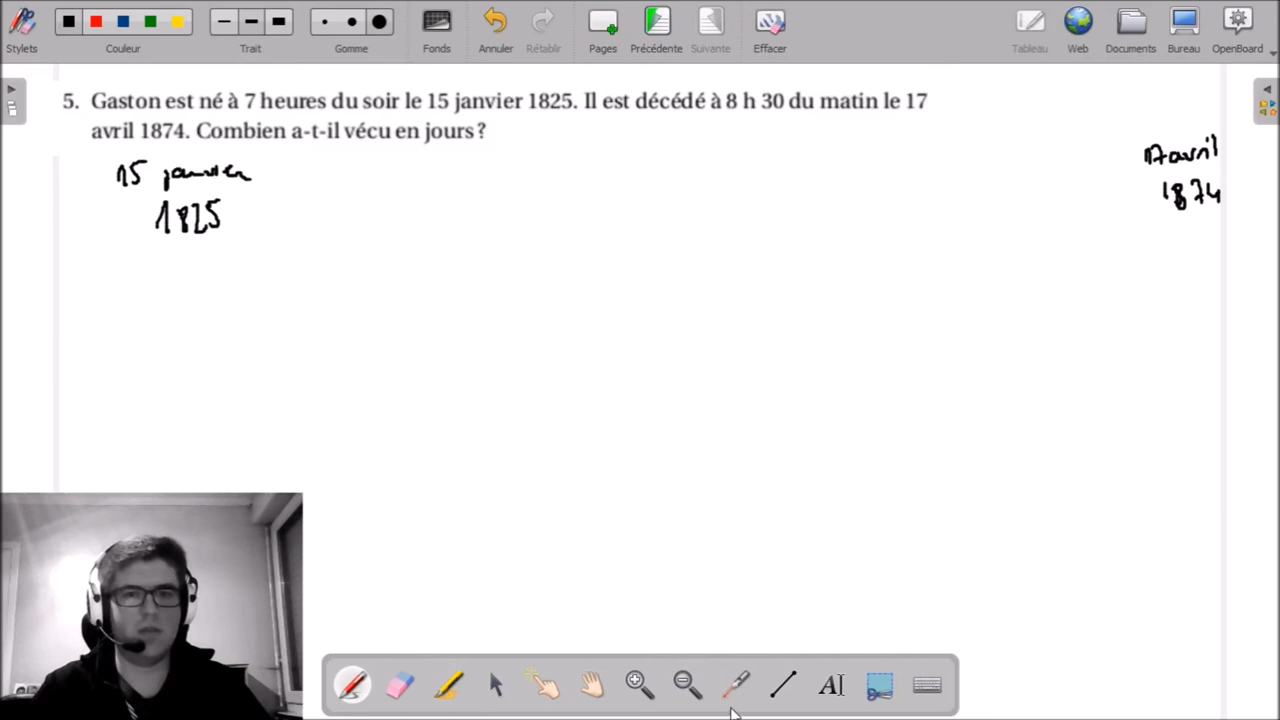 Stylets Couleur Trait Gomme Fonds Annuler Rétablir Pages Précédente Suivante Effacer Tableau Web Documents Bureau OpenBoard
5. Gaston est né à 7 heures du soir le 15 janvier 1825. Il est décédé à 8 h 30 du matin le 17
avril 1874. Combien a-t-il vécu en jours ?
15 janvier
1825
17 avril
1874
AI